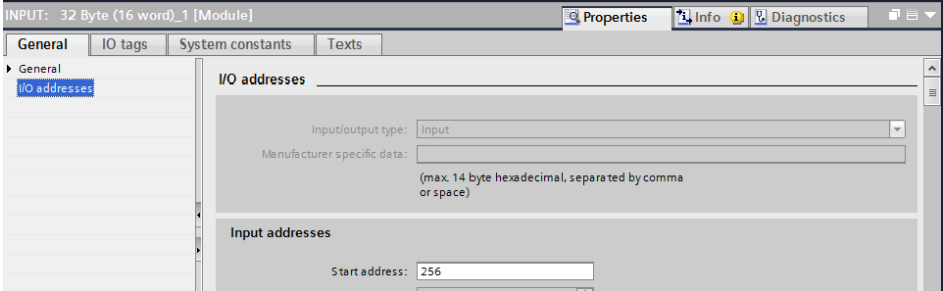 INPUT: 32 Byte (16 word)_1 [Module]
Properties
Info
Diagnostics
General
IO tags
System constants
Texts
General
I/O addresses
I/O addresses
Input/output type: Input
Manufacturer specific data:
(max. 14 byte hexadecimal, separated by comma
or space)
Input addresses
Start address: 256